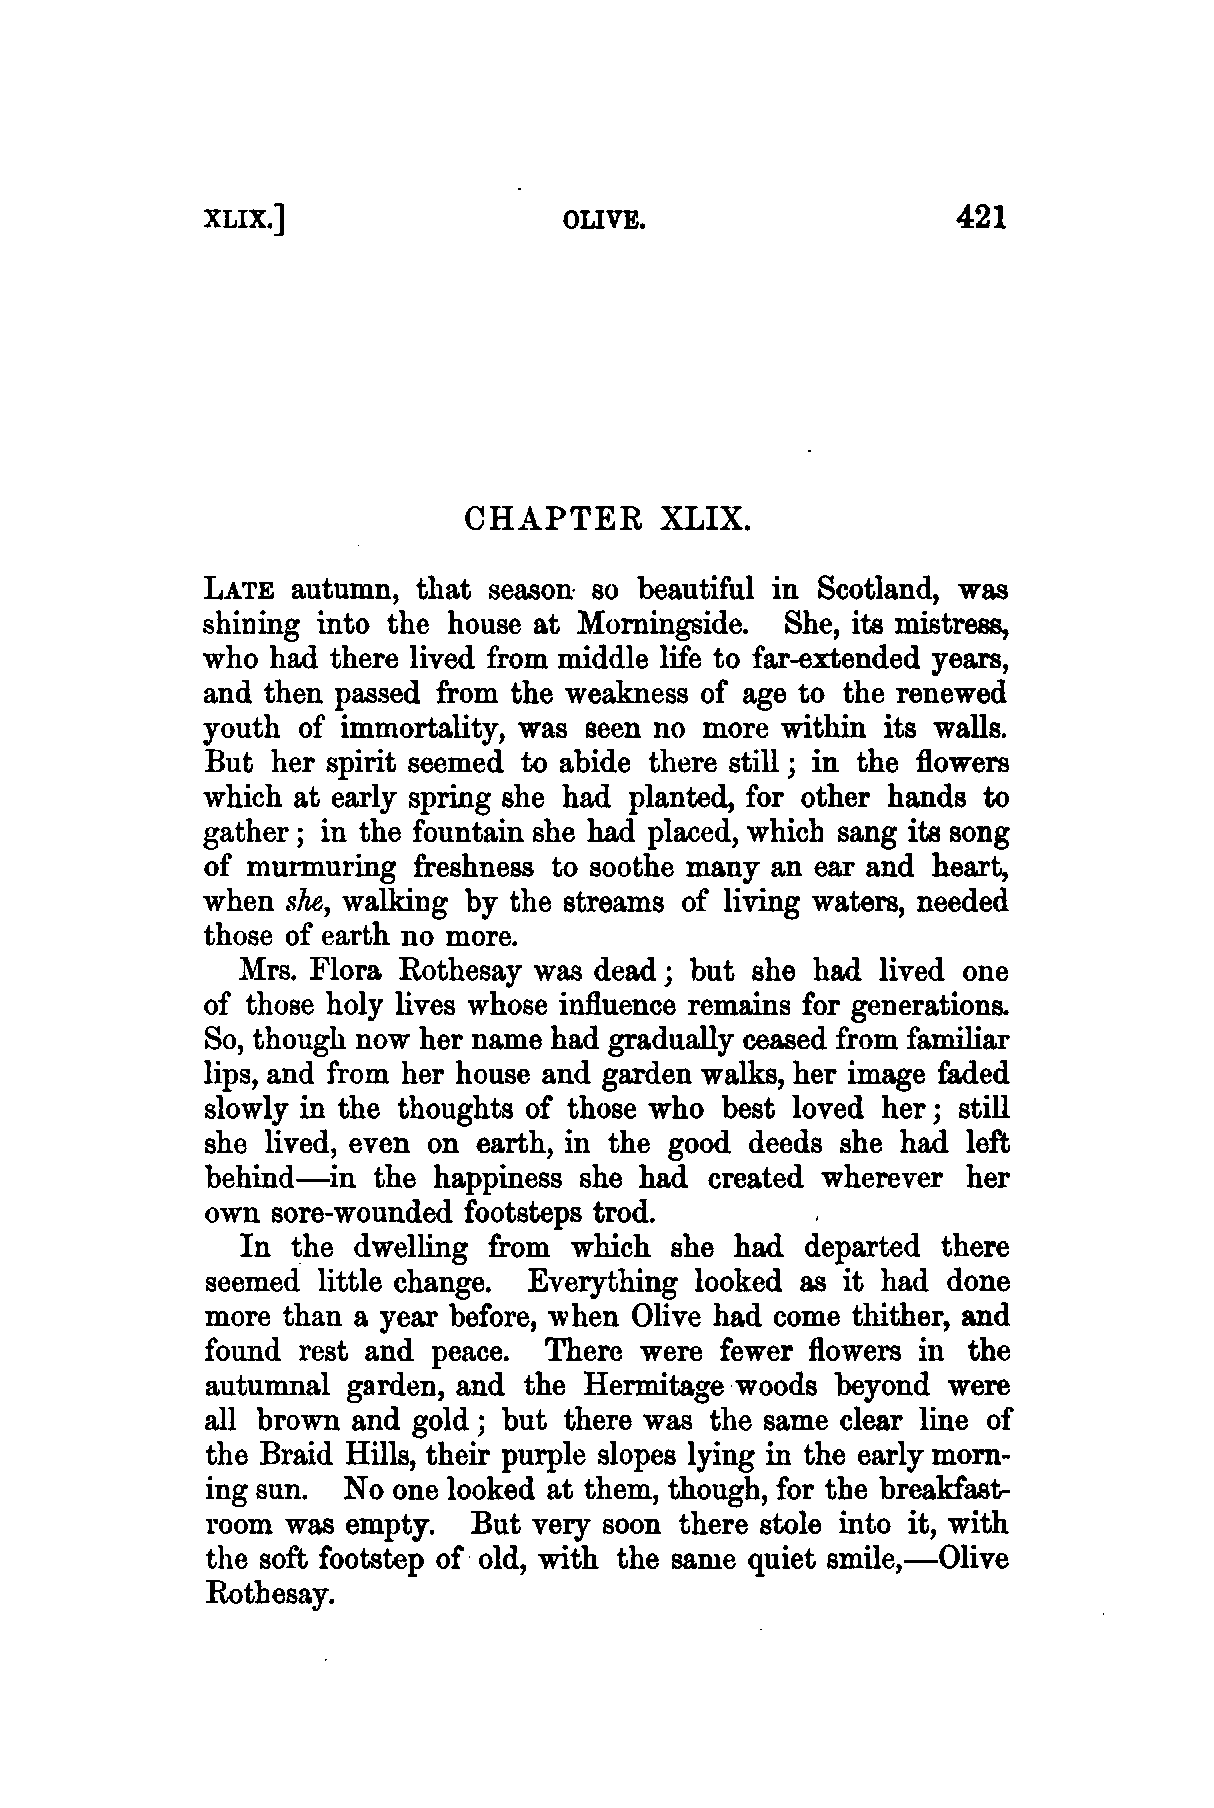 XLIX.] OLIVE. 421
CHAPTER XLIX.
LATE autumn, that season so beautiful in Scotland, was
shining into the house at Morningside. She, its mistress,
who had there lived from middle life to far-extended years,
and then passed from the weakness of age to the renewed
youth of immortality, was seen no more within its walls.
But her spirit seemed to abide there still; in the flowers
which at early spring she had planted, for other hands to
gather; in the fountain she had placed, which sang its song
of murmuring freshness to soothe many an ear and heart,
when she, walking by the streams of living waters, needed
those of earth no more.
Mrs. Flora Rothesay was dead; but she had lived one
of those holy lives whose influence remains for generations.
So, though now her name had gradually ceased from familiar
lips, and from her house and garden walks, her image faded
slowly in the thoughts of those who best loved her; still
she lived, even on earth, in the good deeds she had left
behind—in the happiness she had created wherever her
own sore-wounded footsteps trod.
In the dwelling from which she had departed there
seemed little change. Everything looked as it had done
more than a year before, when Olive had come thither, and
found rest and peace. There were fewer flowers in the
autumnal garden, and the Hermitage woods beyond were
all brown and gold; but there was the same clear line of
the Braid Hills, their purple slopes lying in the early morn-
ing sun. No one looked at them, though, for the breakfast-
room was empty. But very soon there stole into it, with
the soft footstep of old, with the same quiet smile,—Olive
Rothesay.